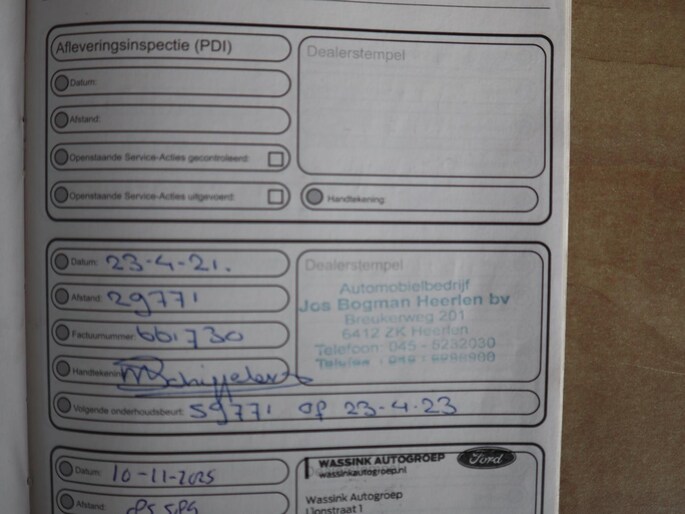 Afleveringsinspectie (PDI)
Dealerstempel
Datum:
Afstand:
Openstaande Service-Acties gecontroleerd:
Openstaande Service-Acties uitgevoerd:
Handtekening:
Datum: 23-4-21.
Dealerstempel
Automobielbedrijf
Jos Bogman Heerlen bv
Breukerweg 201
6412 ZK Heerlen
Telefoon: 045 - 5232030
Afstand: 29771
Factuurnummer: 661730
Handtekening
Volgende onderhoudsbeurt: 59771 op 23-4-23
Datum: 10-11-2025
WASSINK AUTOGROEP
wassinkautogroep.nl
Ford
Afstand:
Wassink Autogroep